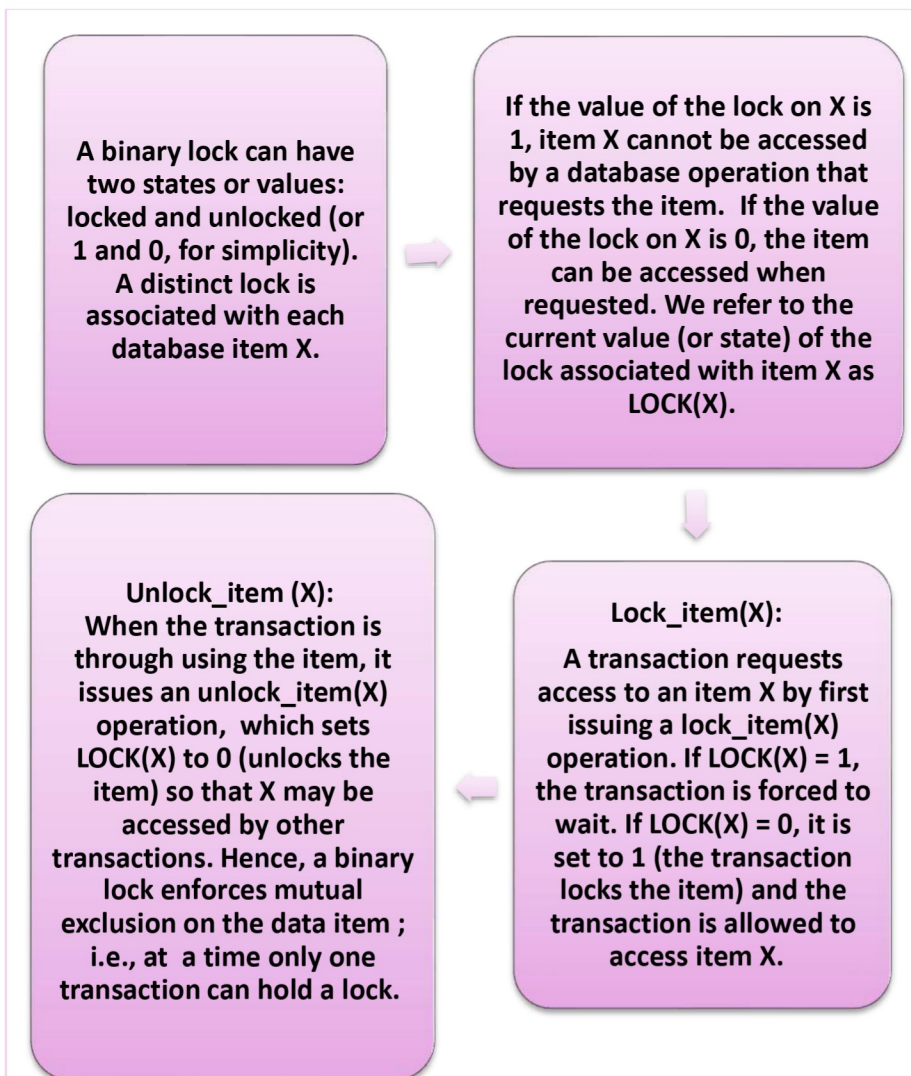 A binary lock can have
two states or values:
locked and unlocked (or
1 and 0, for simplicity).
A distinct lock is
associated with each
database item X.
If the value of the lock on X is
1, item X cannot be accessed
by a database operation that
requests the item.  If the value
of the lock on X is 0, the item
can be accessed when
requested. We refer to the
current value (or state) of the
lock associated with item X as
LOCK(X).
Lock_item(X):
A transaction requests
access to an item X by first
issuing a lock_item(X)
operation. If LOCK(X) = 1,
the transaction is forced to
wait. If LOCK(X) = 0, it is
set to 1 (the transaction
locks the item) and the
transaction is allowed to
access item X.
Unlock_item (X):
When the transaction is
through using the item, it
issues an unlock_item(X)
operation,  which sets
LOCK(X) to 0 (unlocks the
item) so that X may be
accessed by other
transactions. Hence, a binary
lock enforces mutual
exclusion on the data item ;
i.e., at  a time only one
transaction can hold a lock.